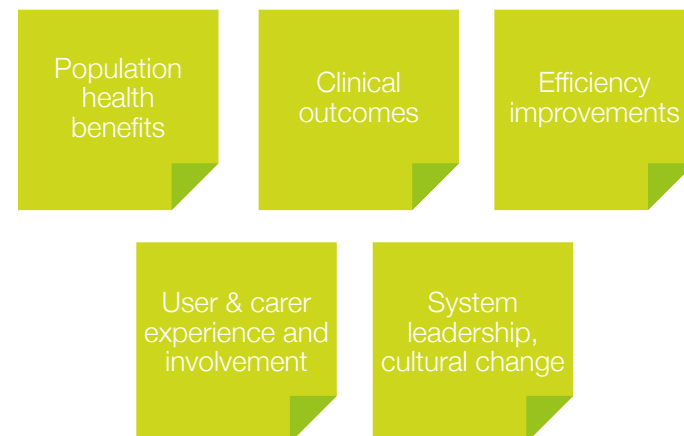 Population
health
benefits
Clinical
outcomes
Efficiency
improvements
User & carer
experience and
involvement
System
leadership,
cultural change